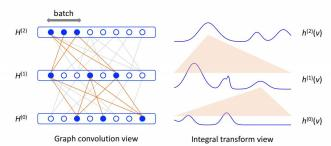 batch
H(2) h(2)(v)
H(1) h(1)(v)
H(0) h(0)(v)
Graph convolution view Integral transform view